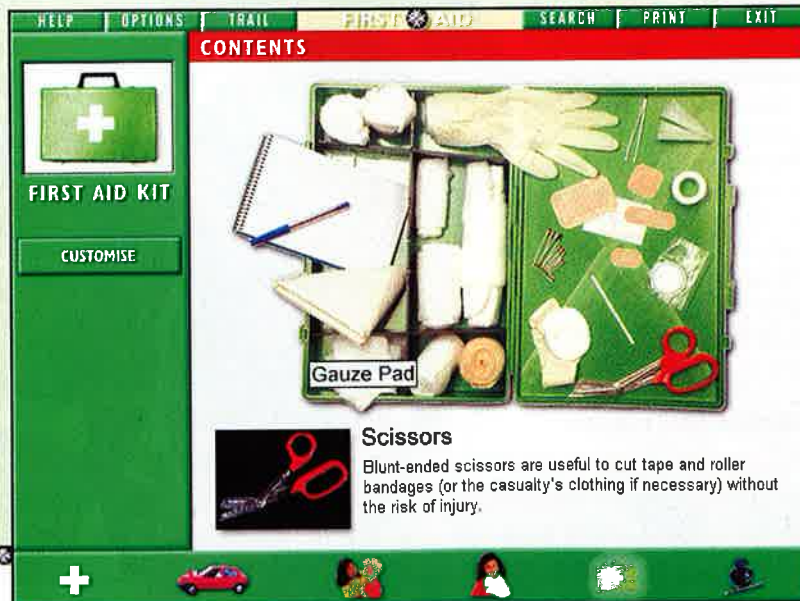 HELP
OPTIONS
TRAIL
FIRST AID
SEARCH
PRINT
EXIT
CONTENTS
FIRST AID KIT
CUSTOMISE
Gauze Pad
Scissors
Blunt-ended scissors are useful to cut tape and roller
bandages (or the casualty's clothing if necessary) without
the risk of injury.